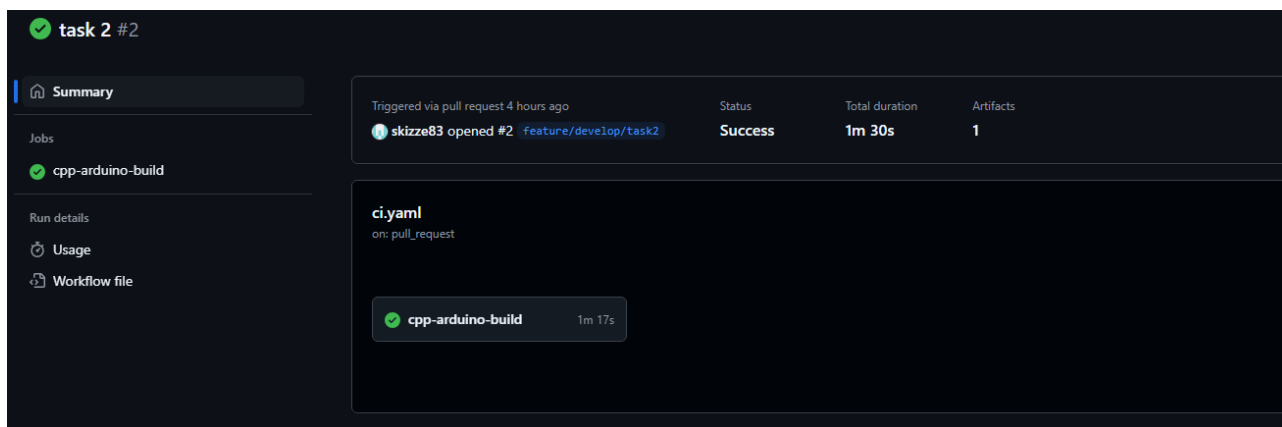 task 2 #2
Summary
Jobs
cpp-arduino-build
Run details
Usage
Workflow file
Triggered via pull request 4 hours ago
skizze83 opened #2 feature/develop/task2
Status
Success
Total duration
1m 30s
Artifacts
1
ci.yaml
on: pull_request
cpp-arduino-build 1m 17s